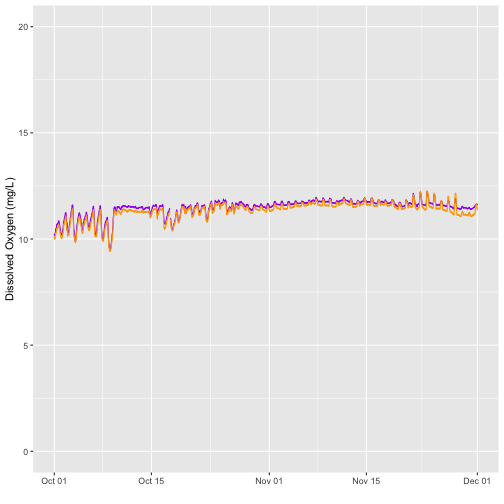 Dissolved Oxygen (mg/L)
20
15
10
5
0
Oct 01
Oct 15
Nov 01
Nov 15
Dec 01